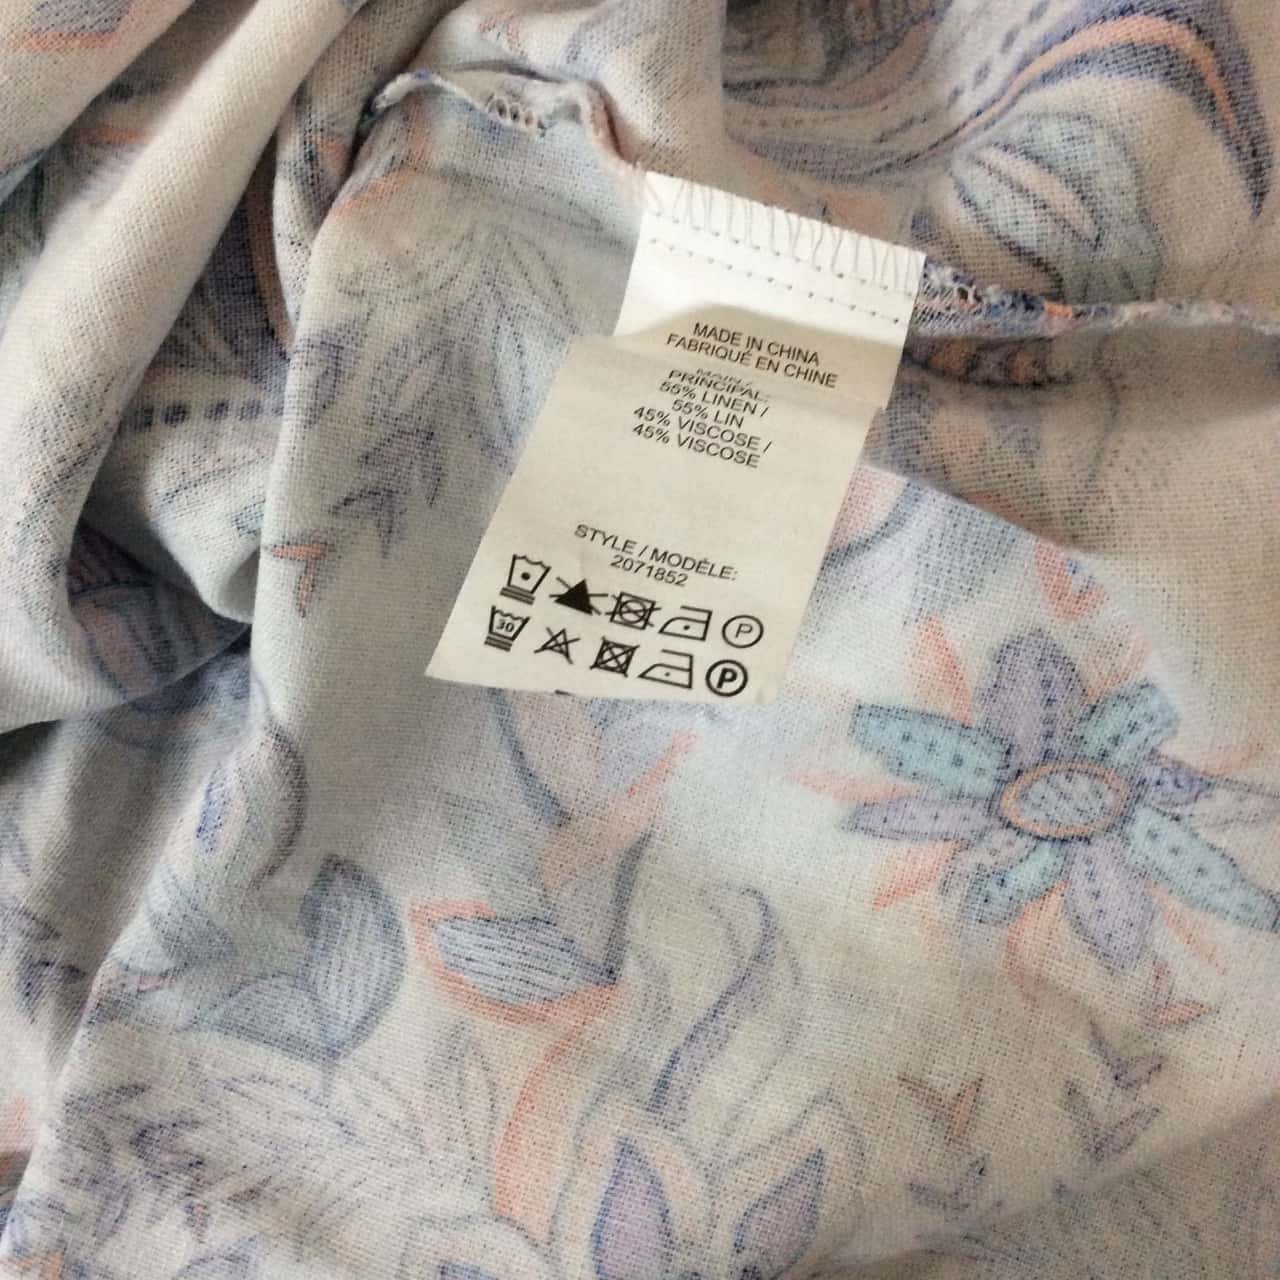 MADE IN CHINA
FABRIQUÉ EN CHINE
MAIN /
PRINCIPAL:
55% LINEN /
55% LIN
45% VISCOSE /
45% VISCOSE
STYLE / MODÈLE:
2071852
P
30
P